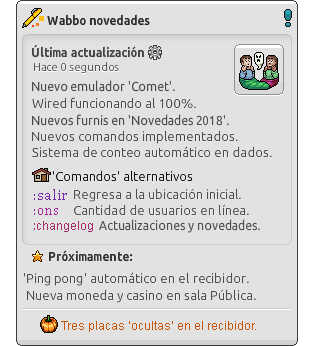 Wabbo novedades
Última actualización
Hace 0 segundos
Nuevo emulador 'Comet'.
Wired funcionando al 100%.
Nuevos furnis en 'Novedades 2018'.
Nuevos comandos implementados.
Sistema de conteo automático en dados.
'Comandos' alternativos
:salir Regresa a la ubicación inicial.
:ons Cantidad de usuarios en línea.
:changelog Actualizaciones y novedades.
Próximamente:
'Ping pong' automático en el recibidor.
Nueva moneda y casino en sala Pública.
Tres placas 'ocultas' en el recibidor.